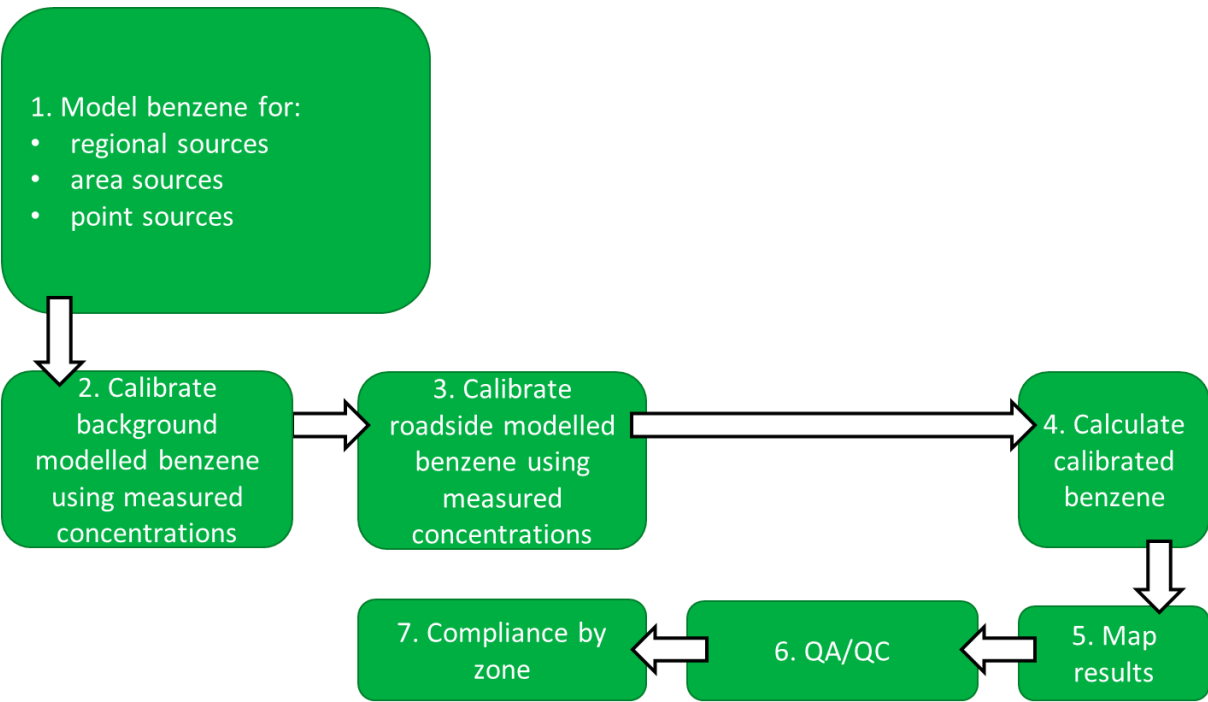 1. Model benzene for:
• regional sources
• area sources
• point sources
2. Calibrate
background
modelled benzene
using measured
concentrations
3. Calibrate
roadside modelled
benzene using
measured
concentrations
4. Calculate
calibrated
benzene
5. Map
results
6. QA/QC
7. Compliance by
zone